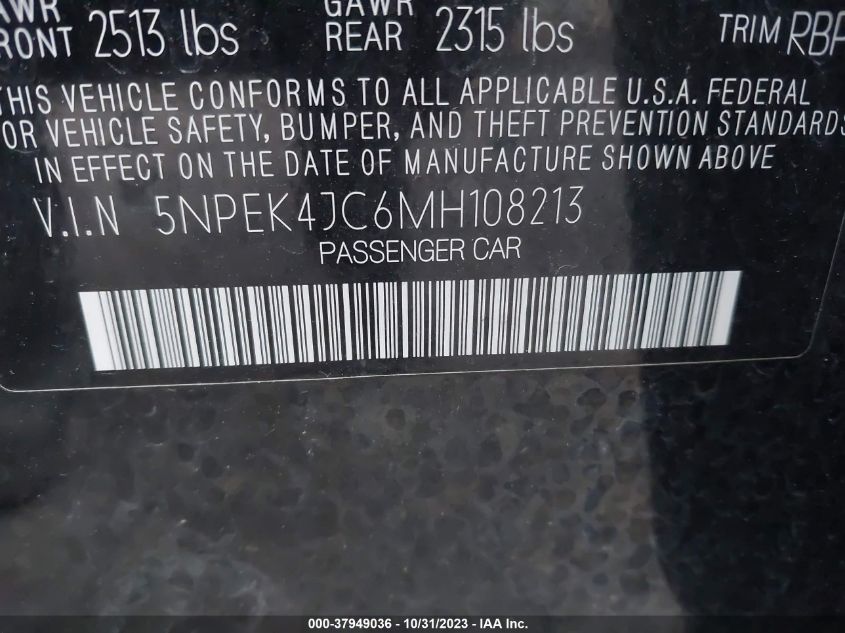 GAWR FRONT 2513 lbs GAWR REAR 2315 lbs TRIM
THIS VEHICLE CONFORMS TO ALL APPLICABLE U.S.A. FEDERAL
VEHICLE SAFETY, BUMPER, AND THEFT PREVENTION STANDARDS
IN EFFECT ON THE DATE OF MANUFACTURE SHOWN ABOVE
V.I.N 5NPEK4JC6MH108213
PASSENGER CAR
000-37949036 - 10/31/2023 - IAA Inc.